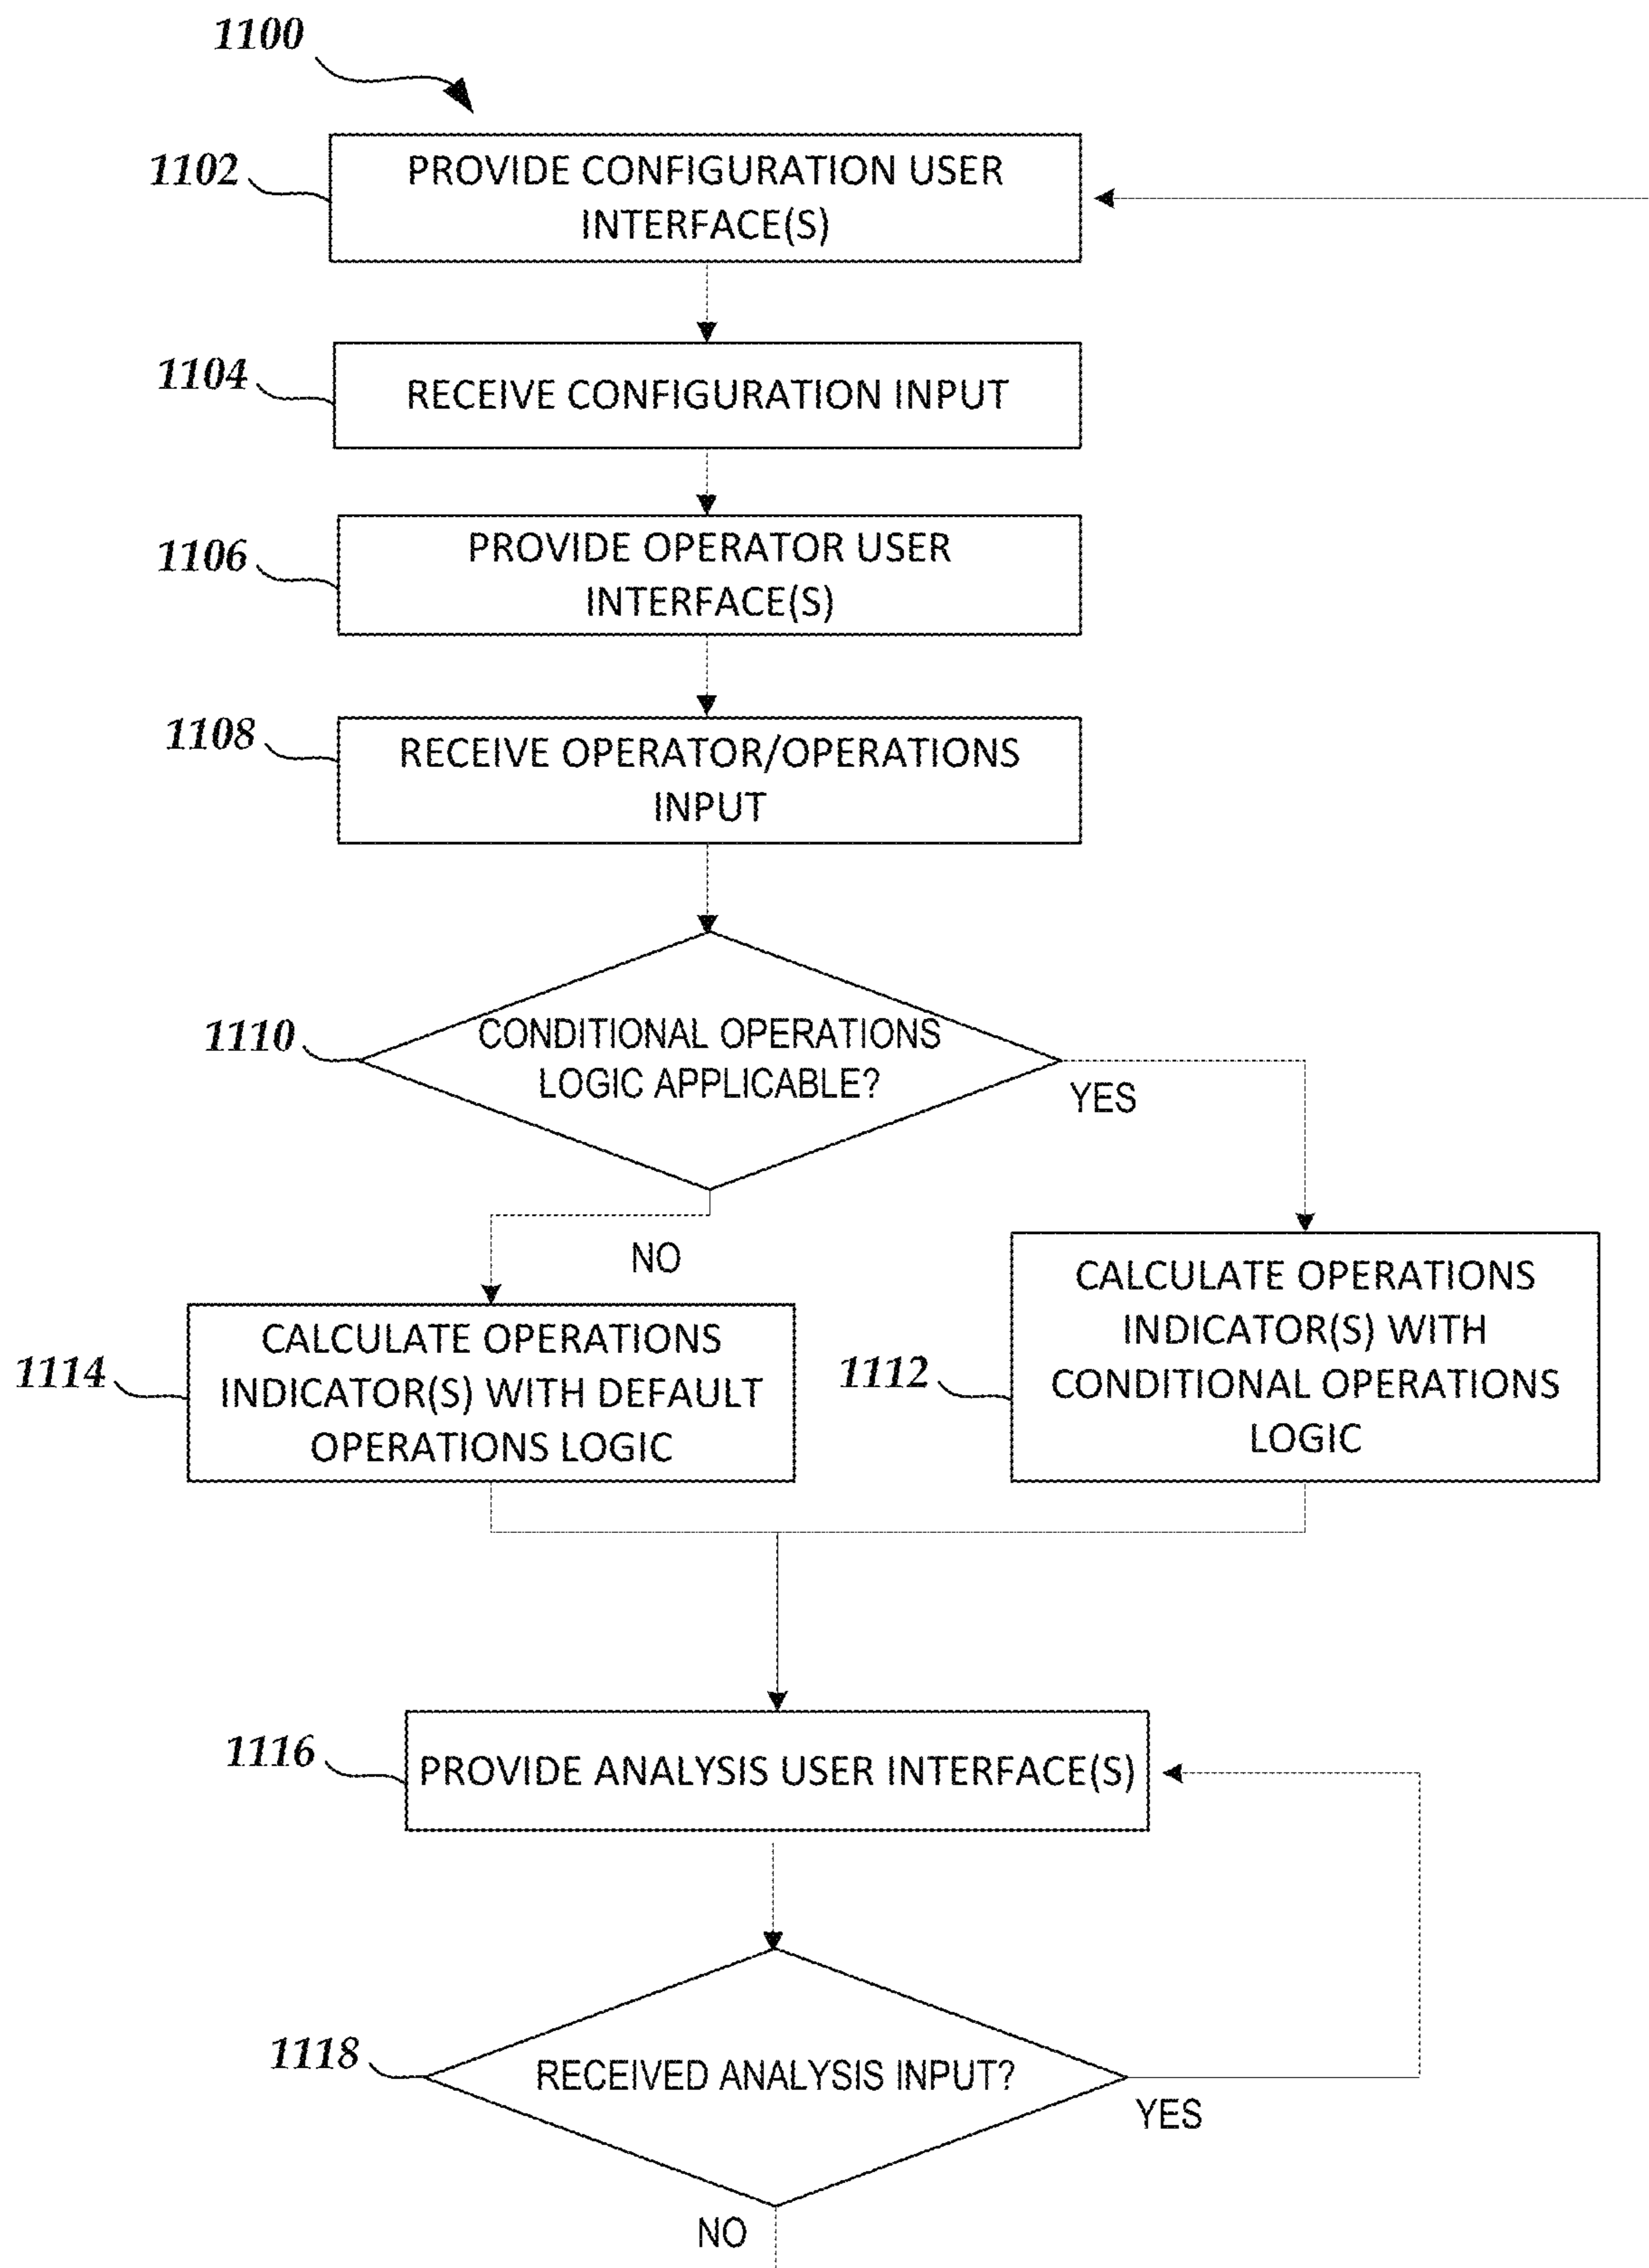 1100
1102
PROVIDE CONFIGURATION USER
INTERFACE(S)
1104
RECEIVE CONFIGURATION INPUT
1106
PROVIDE OPERATOR USER
INTERFACE(S)
1108
RECEIVE OPERATOR/OPERATIONS
INPUT
1110
CONDITIONAL OPERATIONS
LOGIC APPLICABLE?
YES
NO
1114
CALCULATE OPERATIONS
INDICATOR(S) WITH DEFAULT
OPERATIONS LOGIC
1112
CALCULATE OPERATIONS
INDICATOR(S) WITH
CONDITIONAL OPERATIONS
LOGIC
1116
PROVIDE ANALYSIS USER INTERFACE(S)
1118
RECEIVED ANALYSIS INPUT?
YES
NO